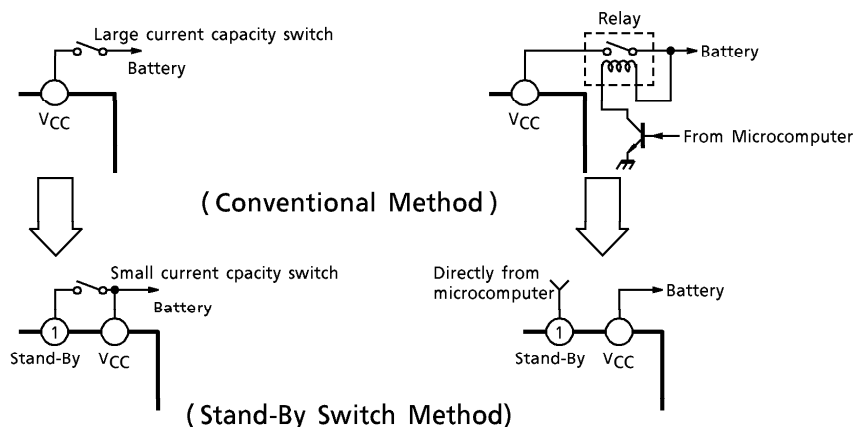 Large current capacity switch
Battery
VCC
Relay
Battery
VCC
From Microcomputer
(Conventional Method)
Small current cpacity switch
Battery
1
Stand-By
VCC
Directly from
microcomputer
Battery
1
Stand-By
VCC
(Stand-By Switch Method)